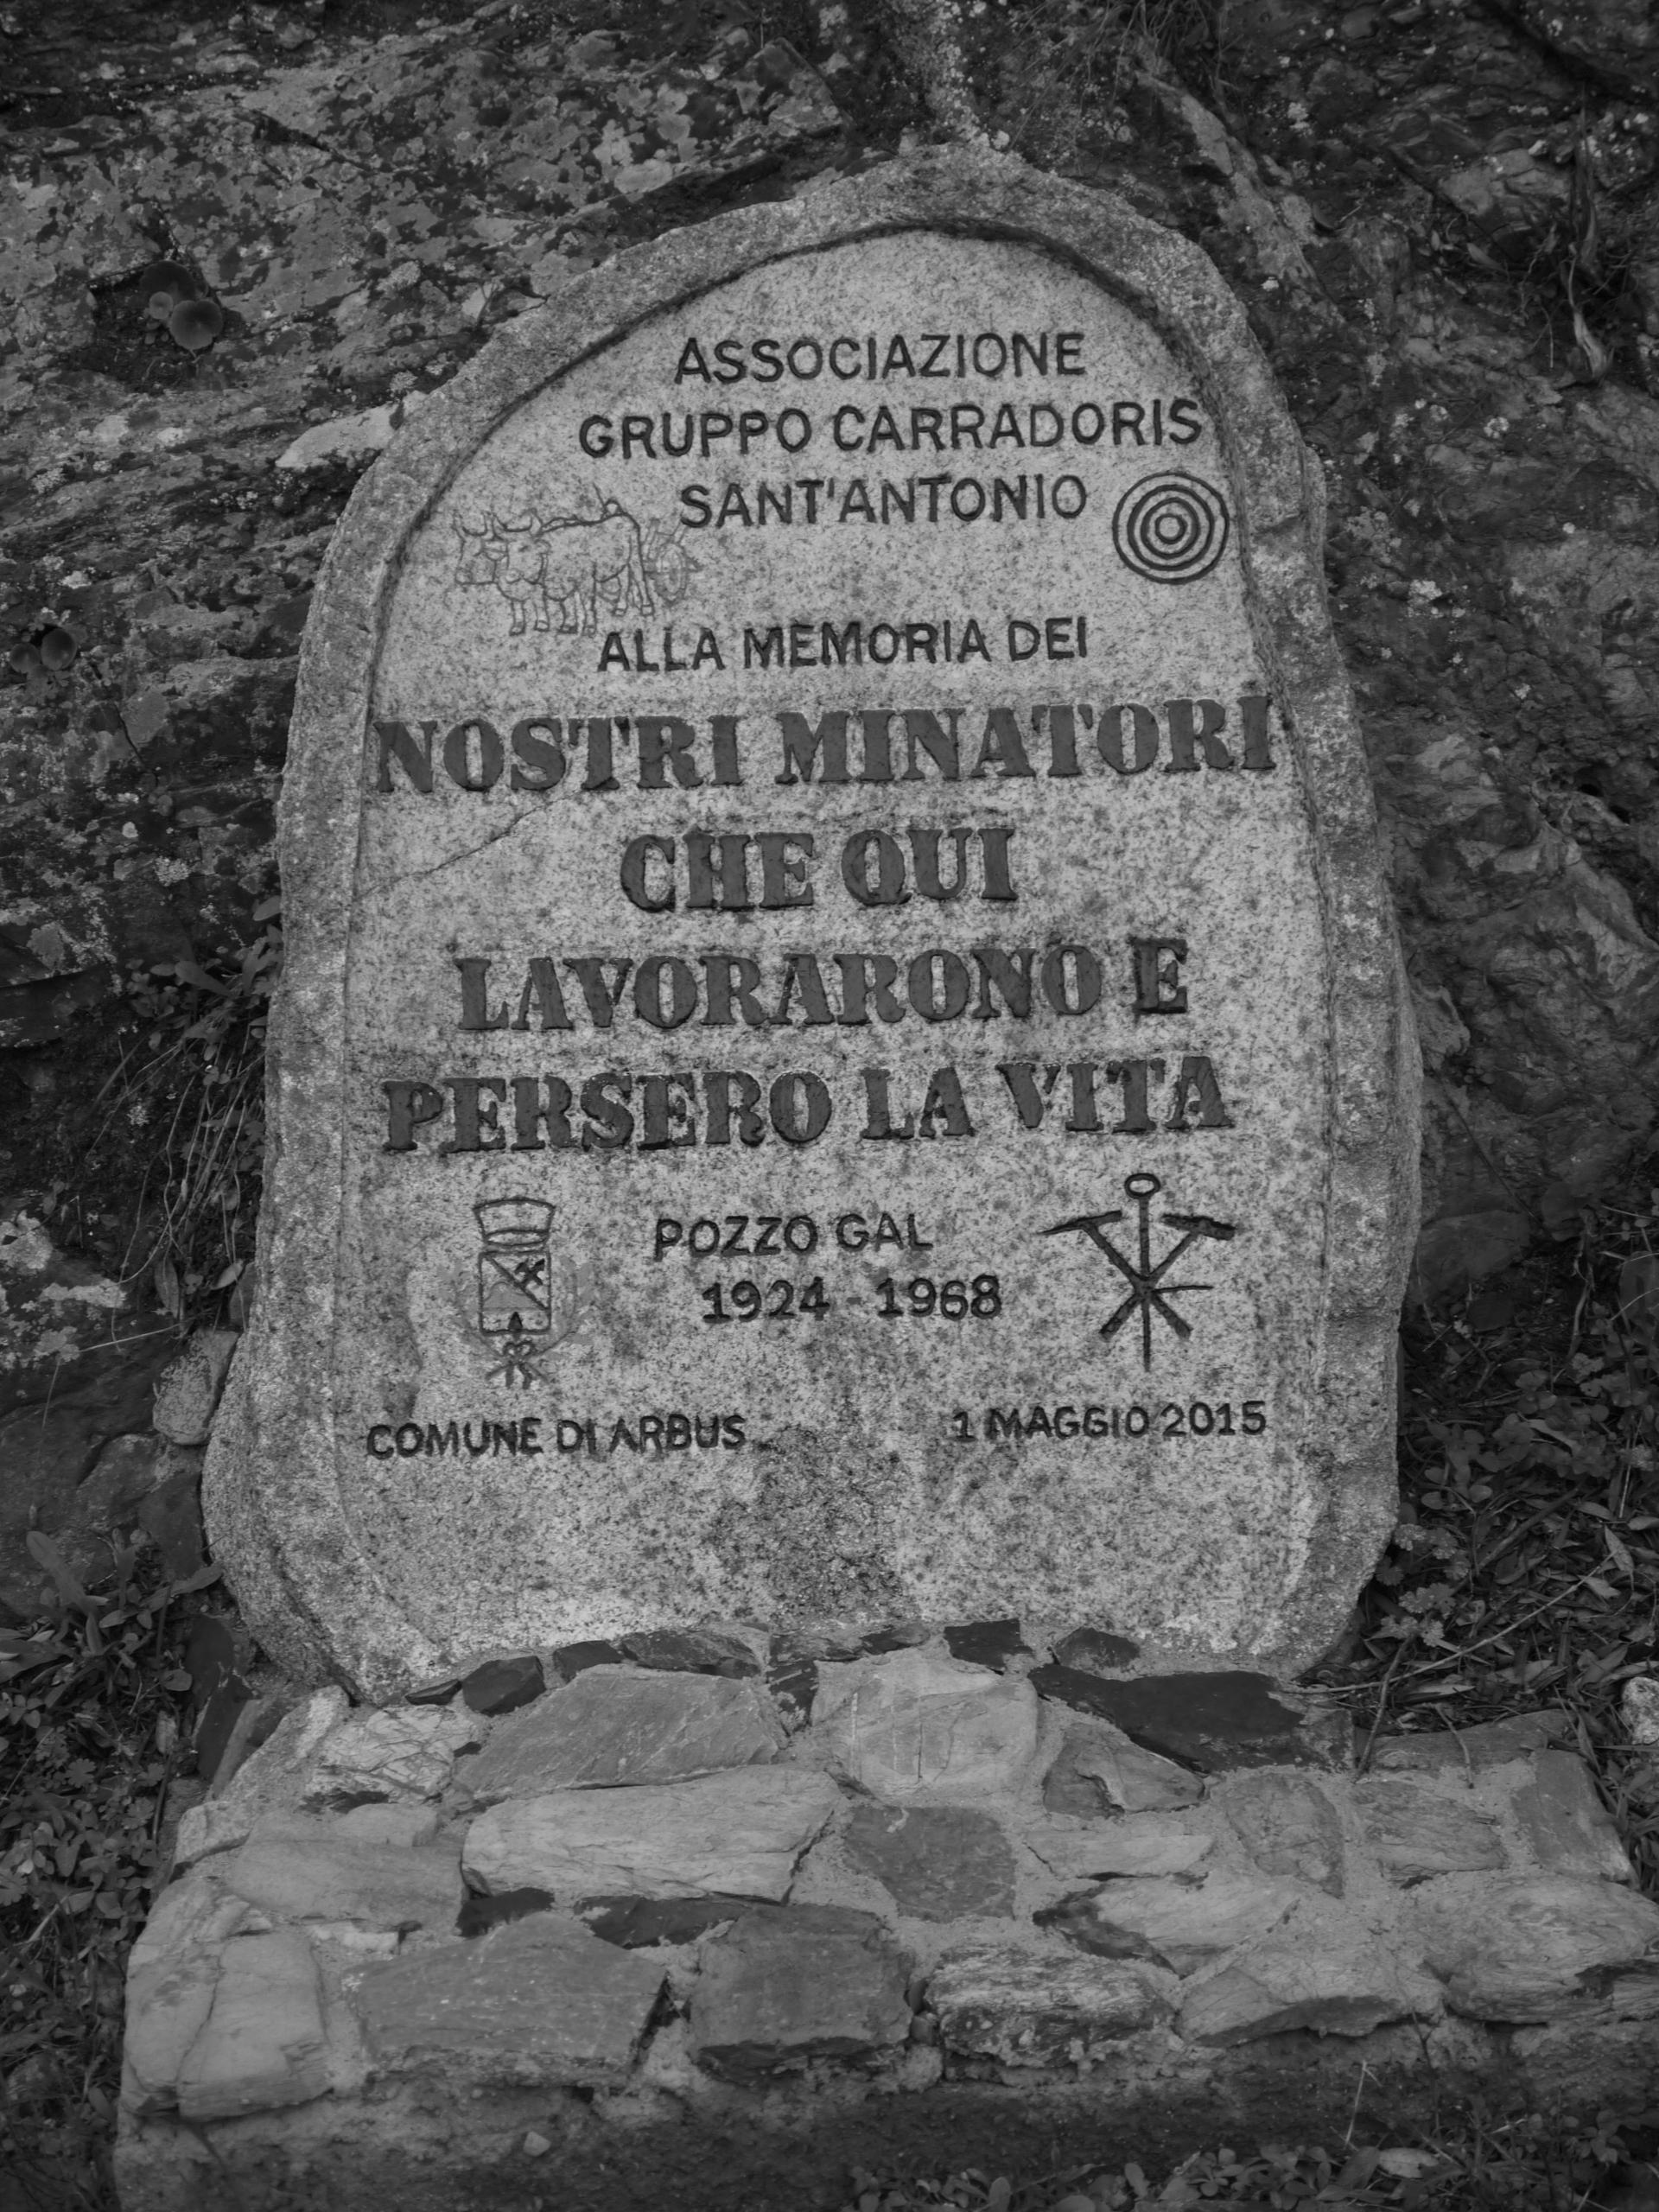 ASSOCIAZIONE
GRUPPO CARRADORIS
SANT'ANTONIO
ALLA MEMORIA DEI
NOSTRI MINATORI
CHE QUI
LAVORARONO E
PERSERO LA VITA
POZZO GAL
1924 - 1968
COMUNE DI ARBUS
1 MAGGIO 2015